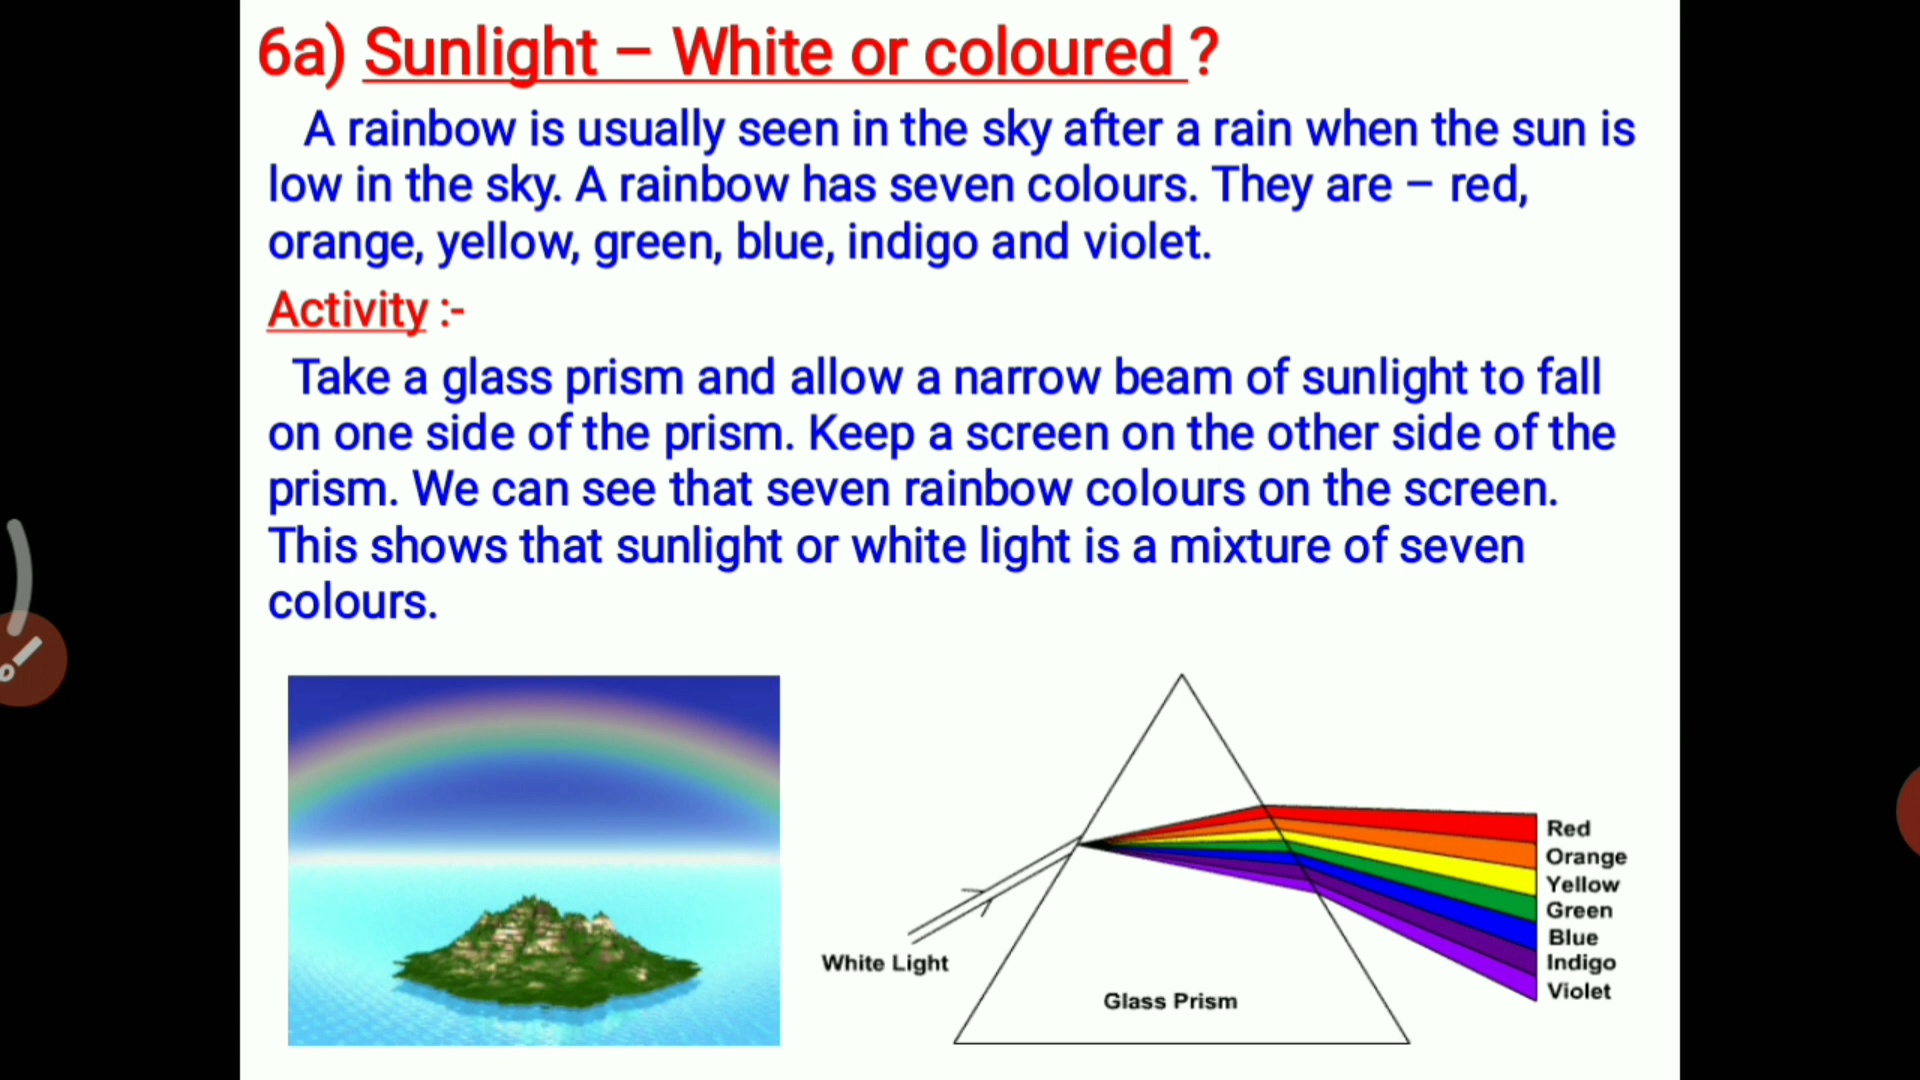 6a) Sunlight – White or coloured ?
A rainbow is usually seen in the sky after a rain when the sun is
low in the sky. A rainbow has seven colours. They are – red,
orange, yellow, green, blue, indigo and violet.
Activity :-
Take a glass prism and allow a narrow beam of sunlight to fall
on one side of the prism. Keep a screen on the other side of the
prism. We can see that seven rainbow colours on the screen.
This shows that sunlight or white light is a mixture of seven
colours.
White Light
Glass Prism
Red
Orange
Yellow
Green
Blue
Indigo
Violet